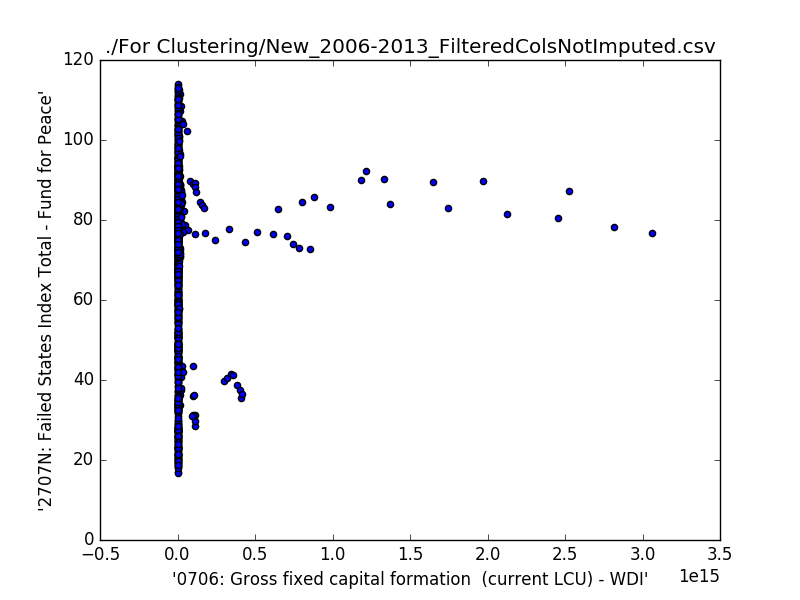 ./For Clustering/New_2006-2013_FilteredColsNotImputed.csv
120
100
80
60
40
20
0
'2707N: Failed States Index Total - Fund for Peace'
−0.5 0.0 0.5 1.0 1.5 2.0 2.5 3.0 3.5
1e15
'0706: Gross fixed capital formation  (current LCU) - WDI'